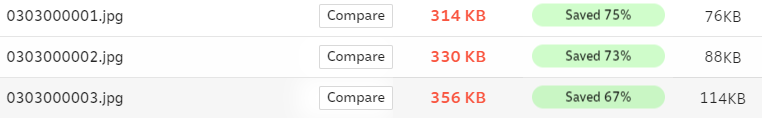 0303000001.jpg Compare 314 KB Saved 75% 76KB
0303000002.jpg Compare 330 KB Saved 73% 88KB
0303000003.jpg Compare 356 KB Saved 67% 114KB